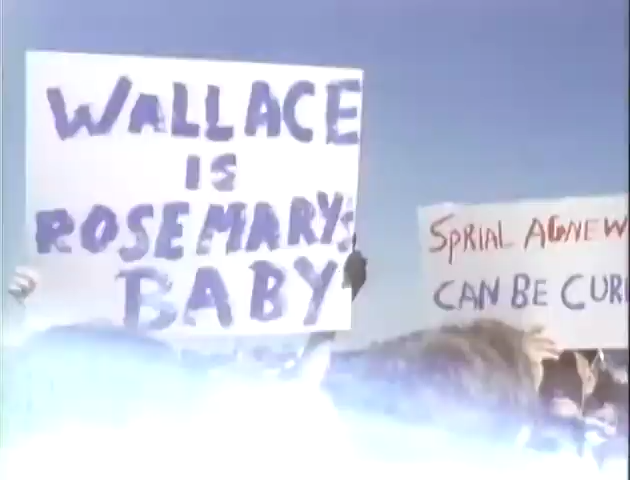 WALLACE
IS
ROSEMARY'S
BABY
SPRIAL AGNEW
CAN BE CUR